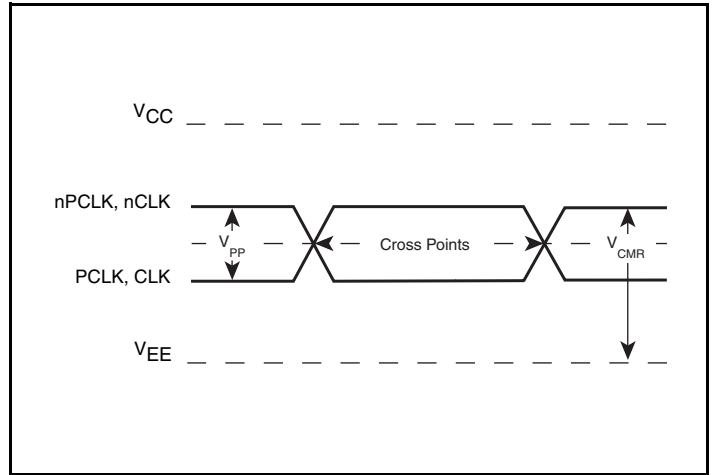 VCC
nPCLK, nCLK
VPP
Cross Points
VCMR
PCLK, CLK
VEE